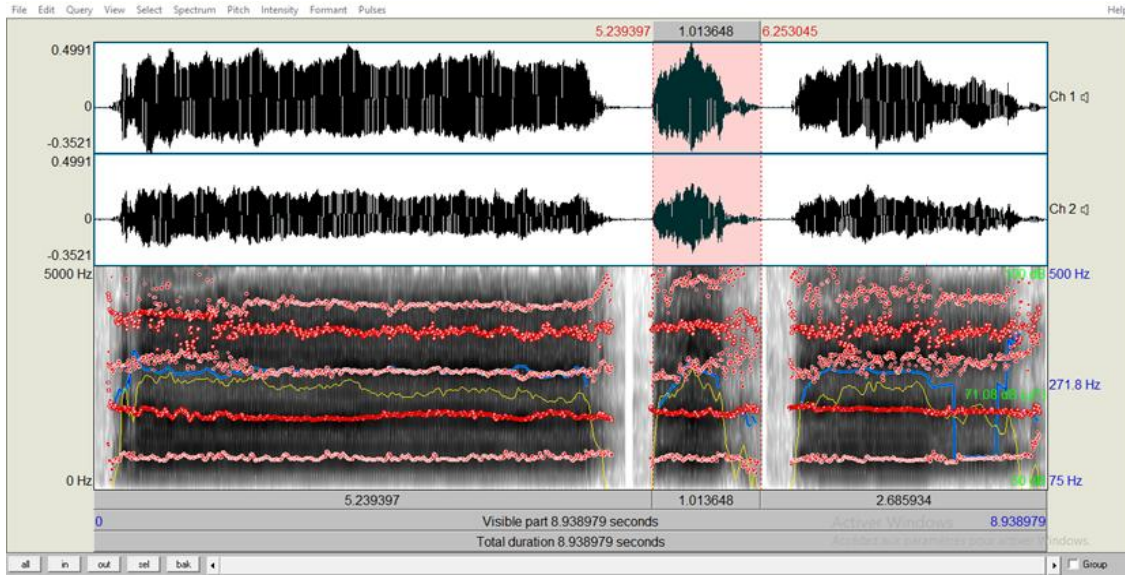 File Edit Query View Select Spectrum Pitch Intensity Formant Pulses Help
5.239397 1.013648 6.253045
0.4991
0
-0.3521
Ch 1
0.4991
0
-0.3521
Ch 2
5000 Hz 100 dB 500 Hz
271.8 Hz
71.08 dB
0 Hz 50 dB 75 Hz
5.239397 1.013648 2.685934
0 Visible part 8.938979 seconds 8.938979
Total duration 8.938979 seconds
Activer Windows
Accédez aux paramètres pour activer Windows.
all in out sel bak Group